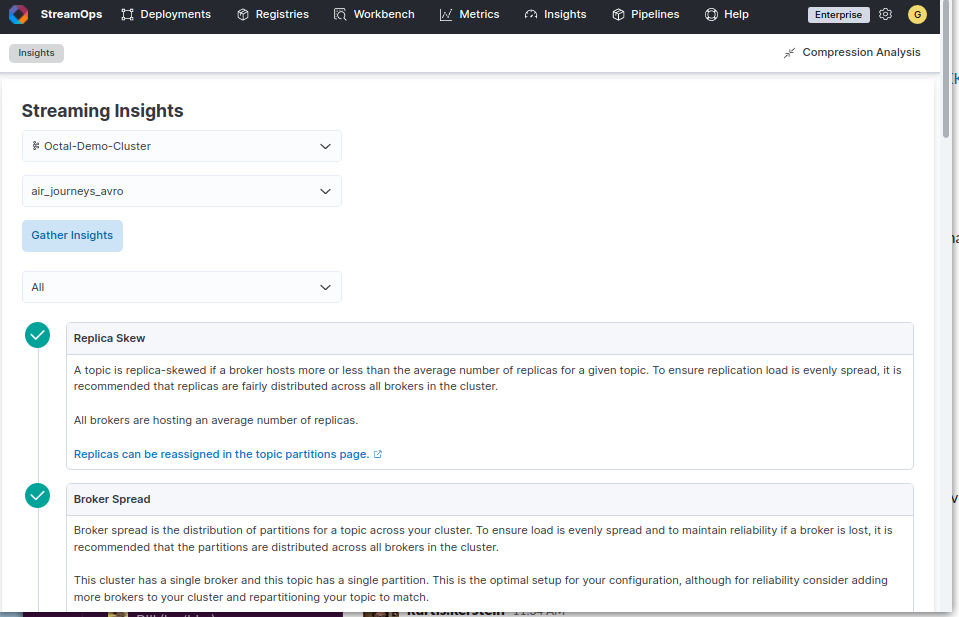 StreamOps Deployments Registries Workbench Metrics Insights Pipelines Help Enterprise G
Insights
Compression Analysis
Streaming Insights
Octal-Demo-Cluster
air_journeys_avro
Gather Insights
All
Replica Skew
A topic is replica-skewed if a broker hosts more or less than the average number of replicas for a given topic. To ensure replication load is evenly spread, it is
recommended that replicas are fairly distributed across all brokers in the cluster.
All brokers are hosting an average number of replicas.
Replicas can be reassigned in the topic partitions page.
Broker Spread
Broker spread is the distribution of partitions for a topic across your cluster. To ensure load is evenly spread and to maintain reliability if a broker is lost, it is
recommended that the partitions are distributed across all brokers in the cluster.
This cluster has a single broker and this topic has a single partition. This is the optimal setup for your configuration, although for reliability consider adding
more brokers to your cluster and repartitioning your topic to match.